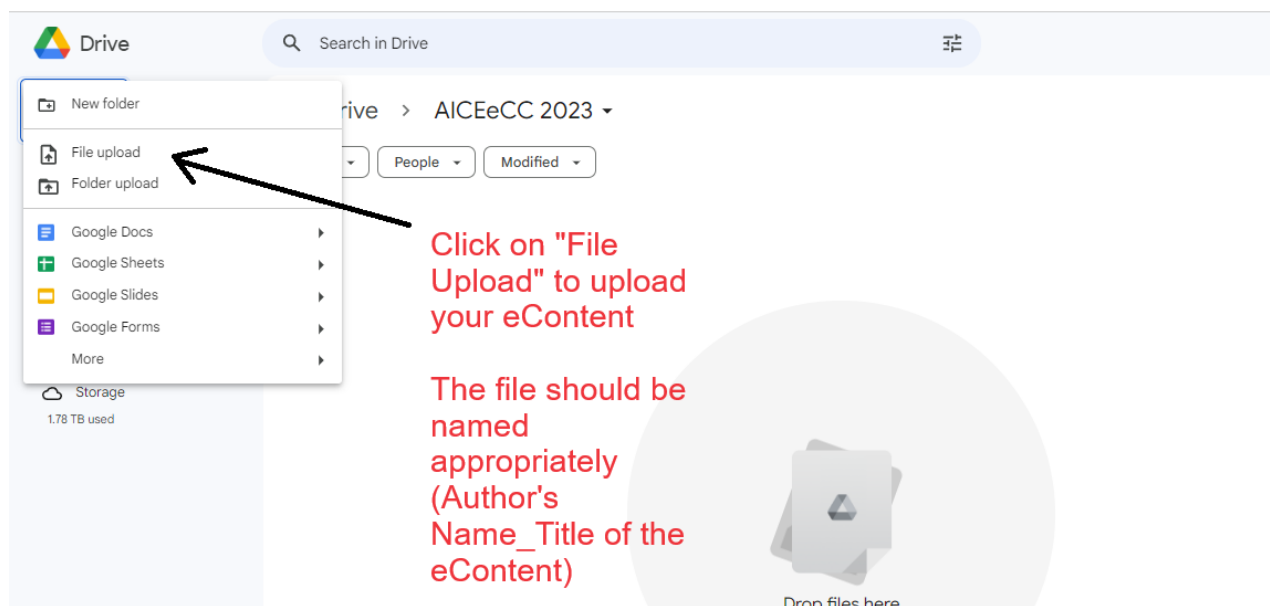 Drive
Search in Drive
New folder
rive > AICEeCC 2023
File upload
People
Modified
Folder upload
Google Docs
Google Sheets
Google Slides
Google Forms
More
Storage
1.78 TB used
Click on "File
Upload" to upload
your eContent
The file should be
named
appropriately
(Author's
Name_Title of the
eContent)
Drop files here